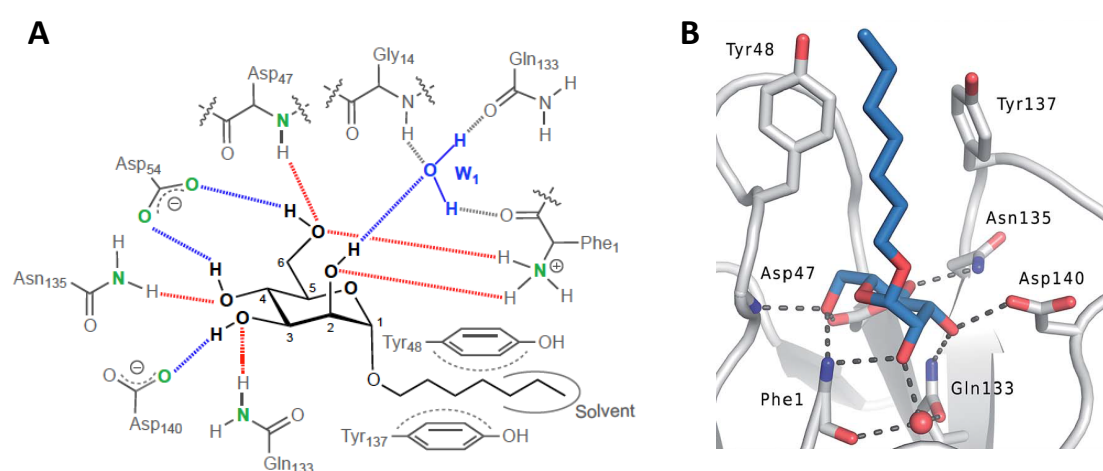 A
B
Asp47
Gly14
Gln133
Tyr48
Tyr137
N
H
O
N
H
O
O
N
H
H
H
H
O
W1
H
Asp54
O
⊖
O
H
O
H
O
Phe1
H
N
⊕
H
H
O
6
5
4
3
2
1
O
H
O
H
O
Asn135
O
N
H
H
Asn135
Asp47
Asp140
⊖
O
O
Asp140
H
H
N
O
Gln133
Tyr48
OH
O
Solvent
Tyr137
OH
Phe1
Gln133